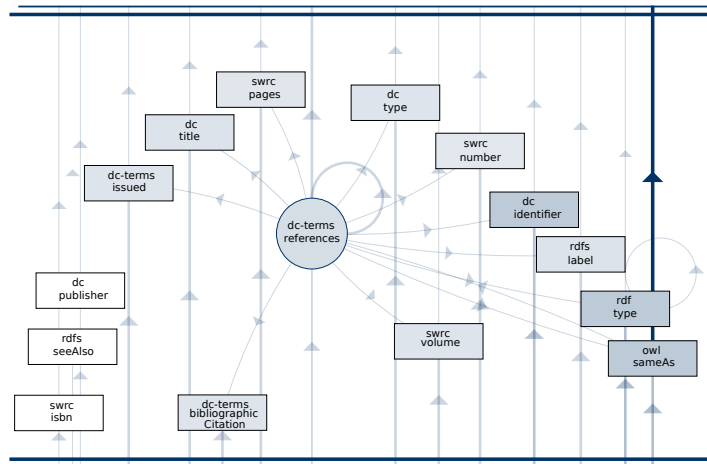 swrc
pages
dc
type
dc
title
swrc
number
dc-terms
issued
dc
identifier
dc-terms
references
rdfs
label
dc
publisher
rdf
type
rdfs
seeAlso
swrc
volume
owl
sameAs
swrc
isbn
dc-terms
bibliographic
Citation